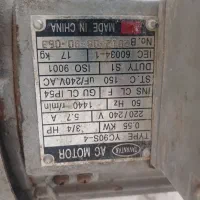 AC MOTOR
TYPE YC90S-4
0.55 KW 3/4 HP
220/240 V 5.7 A
50 Hz 1440 r/min
INS CL F GU CL IP54
ST.C 150 uF/240V.AC
DUTY S1 ISO 9001
IEC 60034-1 17 kg
MADE IN CHINA